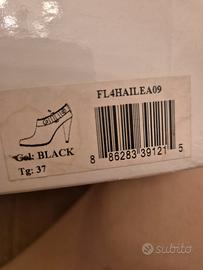 FL4HAILEA09
Col: BLACK
Tg: 37
8 86283 39121 5
subito